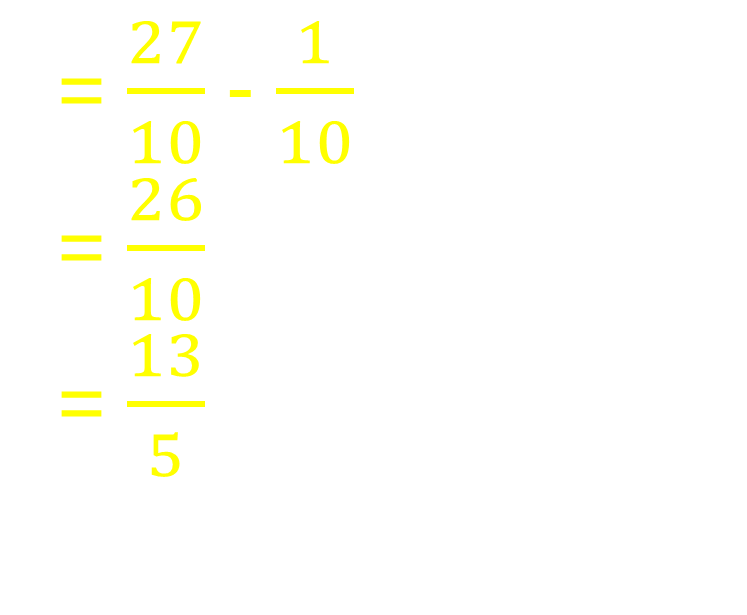 = 27/10 - 1/10
= 26/10
= 13/5